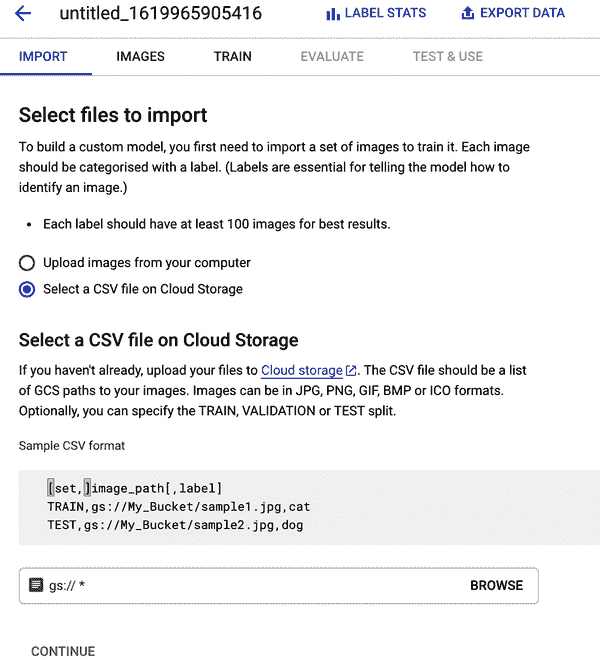 untitled_1619965905416
LABEL STATS
EXPORT DATA
IMPORT
IMAGES
TRAIN
EVALUATE
TEST & USE
Select files to import
To build a custom model, you first need to import a set of images to train it. Each image
should be categorised with a label. (Labels are essential for telling the model how to
identify an image.)
• Each label should have at least 100 images for best results.
Upload images from your computer
Select a CSV file on Cloud Storage
Select a CSV file on Cloud Storage
If you haven't already, upload your files to Cloud storage. The CSV file should be a list
of GCS paths to your images. Images can be in JPG, PNG, GIF, BMP or ICO formats.
Optionally, you can specify the TRAIN, VALIDATION or TEST split.
Sample CSV format
[set,]image_path[,label]
TRAIN,gs://My_Bucket/sample1.jpg,cat
TEST,gs://My_Bucket/sample2.jpg,dog
gs:// *
BROWSE
CONTINUE